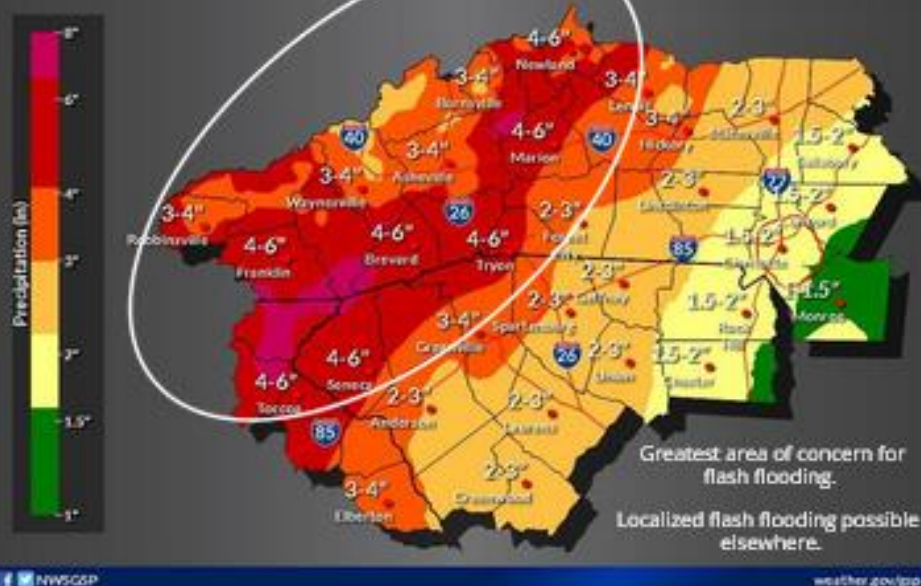 8"
6"
4"
3"
2"
1.5"
1"
Precipitation (in)
4-6"
Newland
3-4"
Burnsville
3-4"
Lenoir
3-4"
Hickory
2-3"
Statesville
1.5-2"
Salisbury
40
4-6"
Marion
40
3-4"
Asheville
3-4"
Waynesville
2-3"
Lincolnton
77
5-2"
3-4"
Robbinsville
26
2-3"
Forest
85
4-6"
Franklin
4-6"
Brevard
4-6"
Tryon
1.5-2"
2-3"
Gaffney
1-1.5"
Monroe
2-3"
Spartanburg
1.5-2"
Rock
Hill
3-4"
Greenville
26
2-3"
Union
1.5-2"
Chester
4-6"
Seneca
4-6"
Toccoa
2-3"
Anderson
2-3"
Laurens
85
3-4"
Elberton
2-3"
Greenwood
Greatest area of concern for
flash flooding.
Localized flash flooding possible
elsewhere.
NWSGSP
weather.gov/gsp